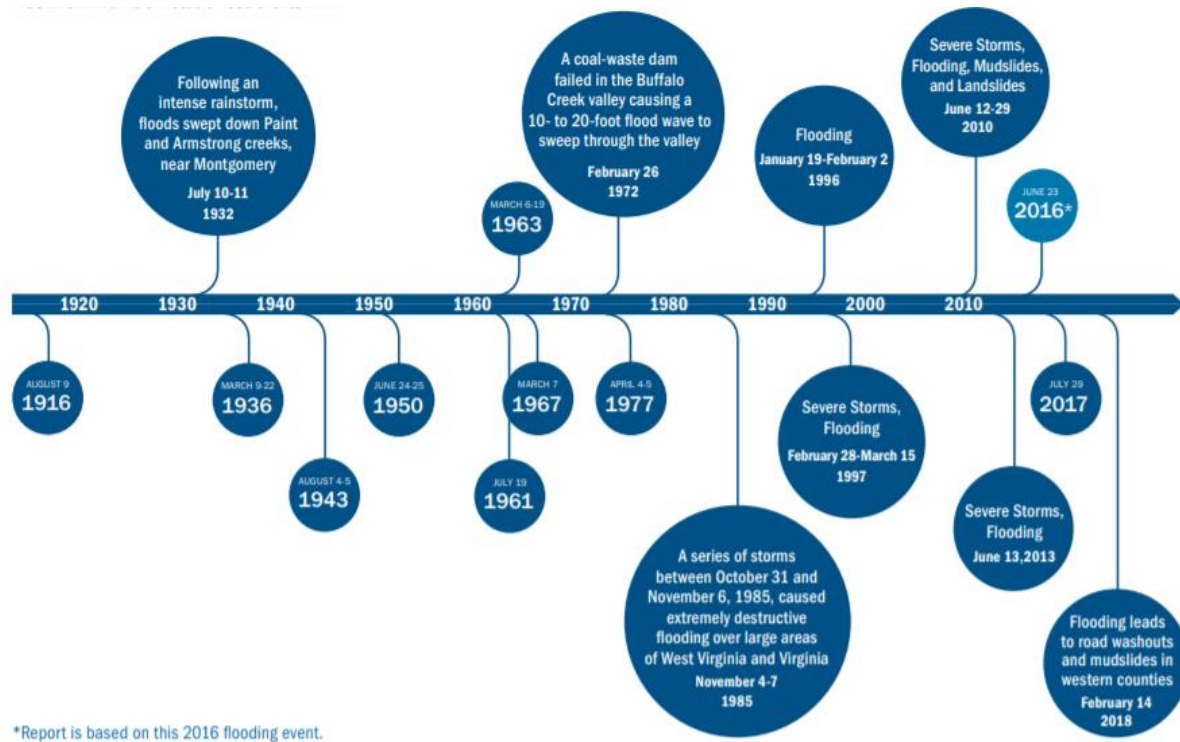 Following an
intense rainstorm,
floods swept down Paint
and Armstrong creeks,
near Montgomery
July 10-11
1932
MARCH 6-19
1963
A coal-waste dam
failed in the Buffalo
Creek valley causing a
10- to 20-foot flood wave to
sweep through the valley
February 26
1972
Flooding
January 19-February 2
1996
Severe Storms,
Flooding, Mudslides,
and Landslides
June 12-29
2010
JUNE 23
2016*
1920 1930 1940 1950 1960 1970 1980 1990 2000 2010
AUGUST 9
1916
MARCH 9-22
1936
AUGUST 4-5
1943
JUNE 24-25
1950
JULY 19
1961
MARCH 7
1967
APRIL 4-5
1977
A series of storms
between October 31 and
November 6, 1985, caused
extremely destructive
flooding over large areas
of West Virginia and Virginia
November 4-7
1985
Severe Storms,
Flooding
February 28-March 15
1997
Severe Storms,
Flooding
June 13,2013
JULY 29
2017
Flooding leads
to road washouts
and mudslides in
western counties
February 14
2018
*Report is based on this 2016 flooding event.